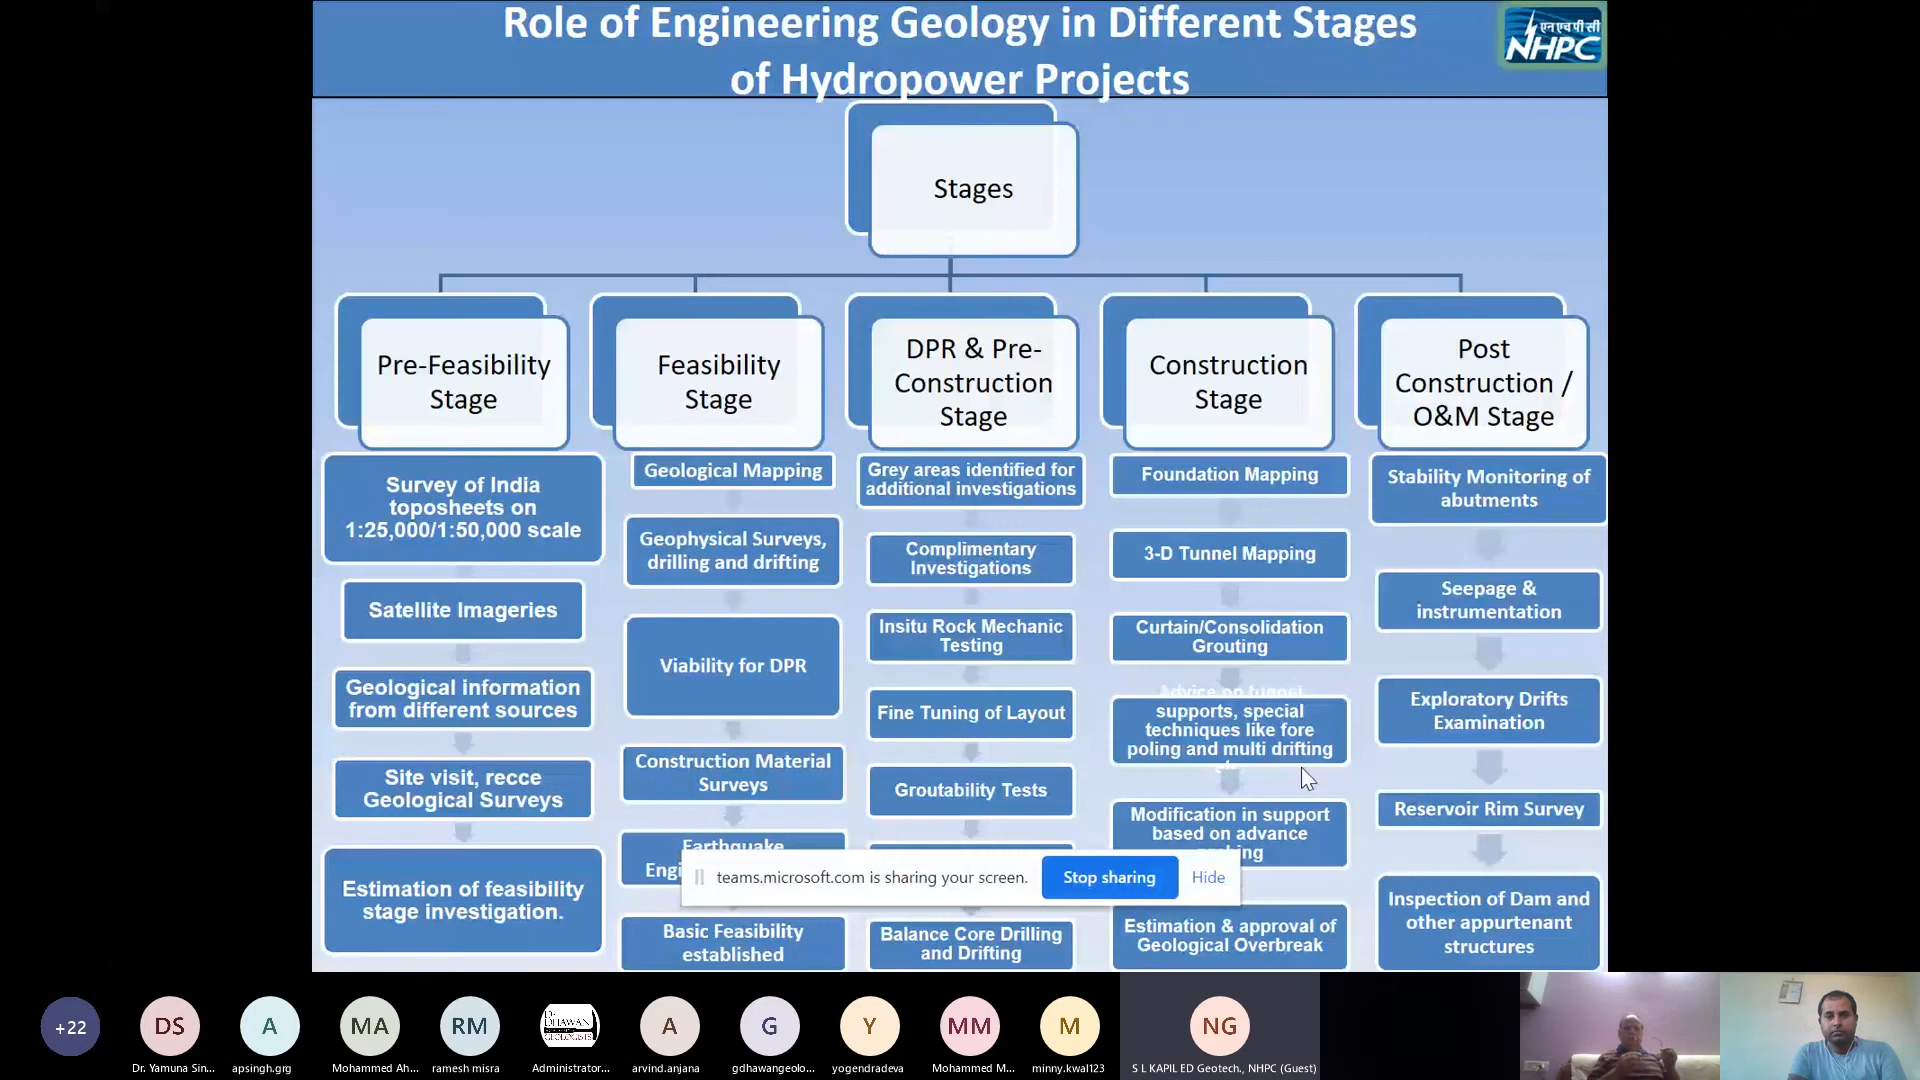 Role of Engineering Geology in Different Stages
of Hydropower Projects
एन एच पी सी
NHPC
Stages
Pre-Feasibility
Stage
Feasibility
Stage
DPR & Pre-
Construction
Stage
Construction
Stage
Post
Construction /
O&M Stage
Survey of India
toposheets on
1:25,000/1:50,000 scale
Satellite Imageries
Geological information
from different sources
Site visit, recce
Geological Surveys
Estimation of feasibility
stage investigation.
Geological Mapping
Geophysical Surveys,
drilling and drifting
Viability for DPR
Construction Material
Surveys
Earthquake
Engi
Basic Feasibility
established
Grey areas identified for
additional investigations
Complimentary
Investigations
Insitu Rock Mechanic
Testing
Fine Tuning of Layout
Groutability Tests
Balance Core Drilling
and Drifting
Foundation Mapping
3-D Tunnel Mapping
Curtain/Consolidation
Grouting
Advice on tunnel
supports, special
techniques like fore
poling and multi drifting
Modification in support
based on advance
Estimation & approval of
Geological Overbreak
Stability Monitoring of
abutments
Seepage &
instrumentation
Exploratory Drifts
Examination
Reservoir Rim Survey
Inspection of Dam and
other appurtenant
structures
teams.microsoft.com is sharing your screen.
Stop sharing
Hide
+22
DS
Dr. Yamuna Sin...
A
apsingh.grg
MA
Mohammed Ah...
RM
ramesh misra
DHAWAN
GEOLOGISTS
Administrator...
A
arvind.anjana
G
gdhawangeolo...
Y
yogendradeva
MM
Mohammed M...
M
minny.kwal123
NG
S L KAPIL ED Geotech., NHPC (Guest)